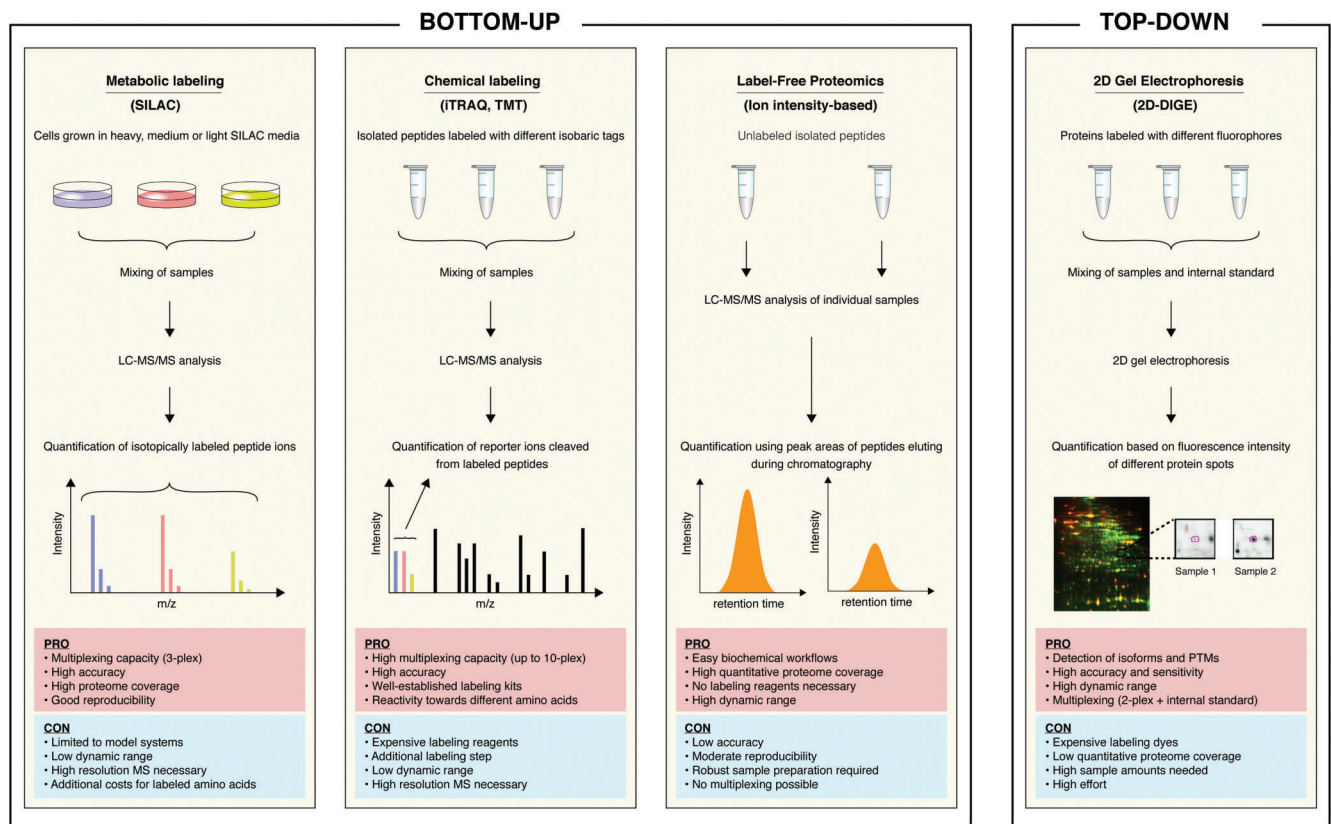 BOTTOM-UP
Metabolic labeling
(SILAC)
Cells grown in heavy, medium or light SILAC media
Mixing of samples
LC-MS/MS analysis
Quantification of isotopically labeled peptide ions
Intensity
m/z
PRO
• Multiplexing capacity (3-plex)
• High accuracy
• High proteome coverage
• Good reproducibility
CON
• Limited to model systems
• Low dynamic range
• High resolution MS necessary
• Additional costs for labeled amino acids
Chemical labeling
(iTRAQ, TMT)
Isolated peptides labeled with different isobaric tags
Mixing of samples
LC-MS/MS analysis
Quantification of reporter ions cleaved
from labeled peptides
Intensity
m/z
PRO
• High multiplexing capacity (up to 10-plex)
• High accuracy
• Well-established labeling kits
• Reactivity towards different amino acids
CON
• Expensive labeling reagents
• Additional labeling step
• Low dynamic range
• High resolution MS necessary
Label-Free Proteomics
(Ion intensity-based)
Unlabeled isolated peptides
LC-MS/MS analysis of individual samples
Quantification using peak areas of peptides eluting
during chromatography
Intensity
retention time
Intensity
retention time
PRO
• Easy biochemical workflows
• High quantitative proteome coverage
• No labeling reagents necessary
• High dynamic range
CON
• Low accuracy
• Moderate reproducibility
• Robust sample preparation required
• No multiplexing possible
TOP-DOWN
2D Gel Electrophoresis
(2D-DIGE)
Proteins labeled with different fluorophores
Mixing of samples and internal standard
2D gel electrophoresis
Quantification based on fluorescence intensity
of different protein spots
Sample 1
Sample 2
PRO
• Detection of isoforms and PTMs
• High accuracy and sensitivity
• High dynamic range
• Multiplexing (2-plex + internal standard)
CON
• Expensive labeling dyes
• Low quantitative proteome coverage
• High sample amounts needed
• High effort